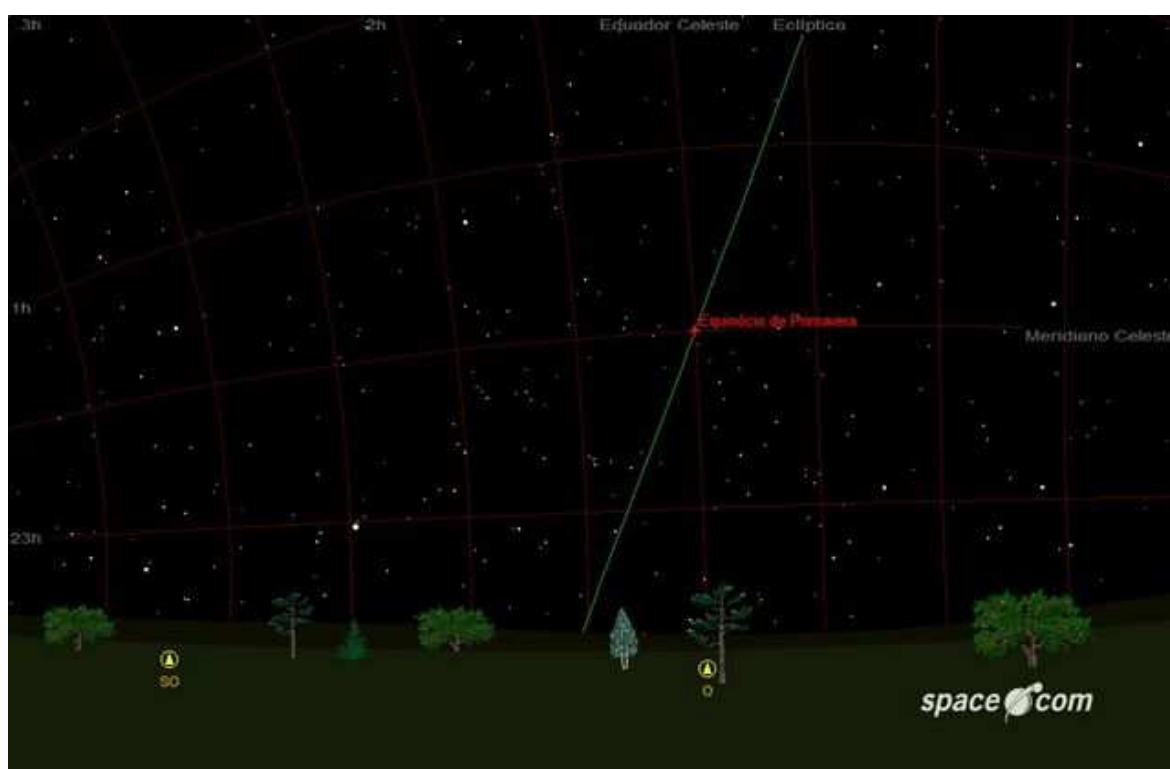 3h
2h
Equador Celeste
Eclíptica
1h
Equinócio de Primavera
Meridiano Celeste
23h
SO
O
space.com